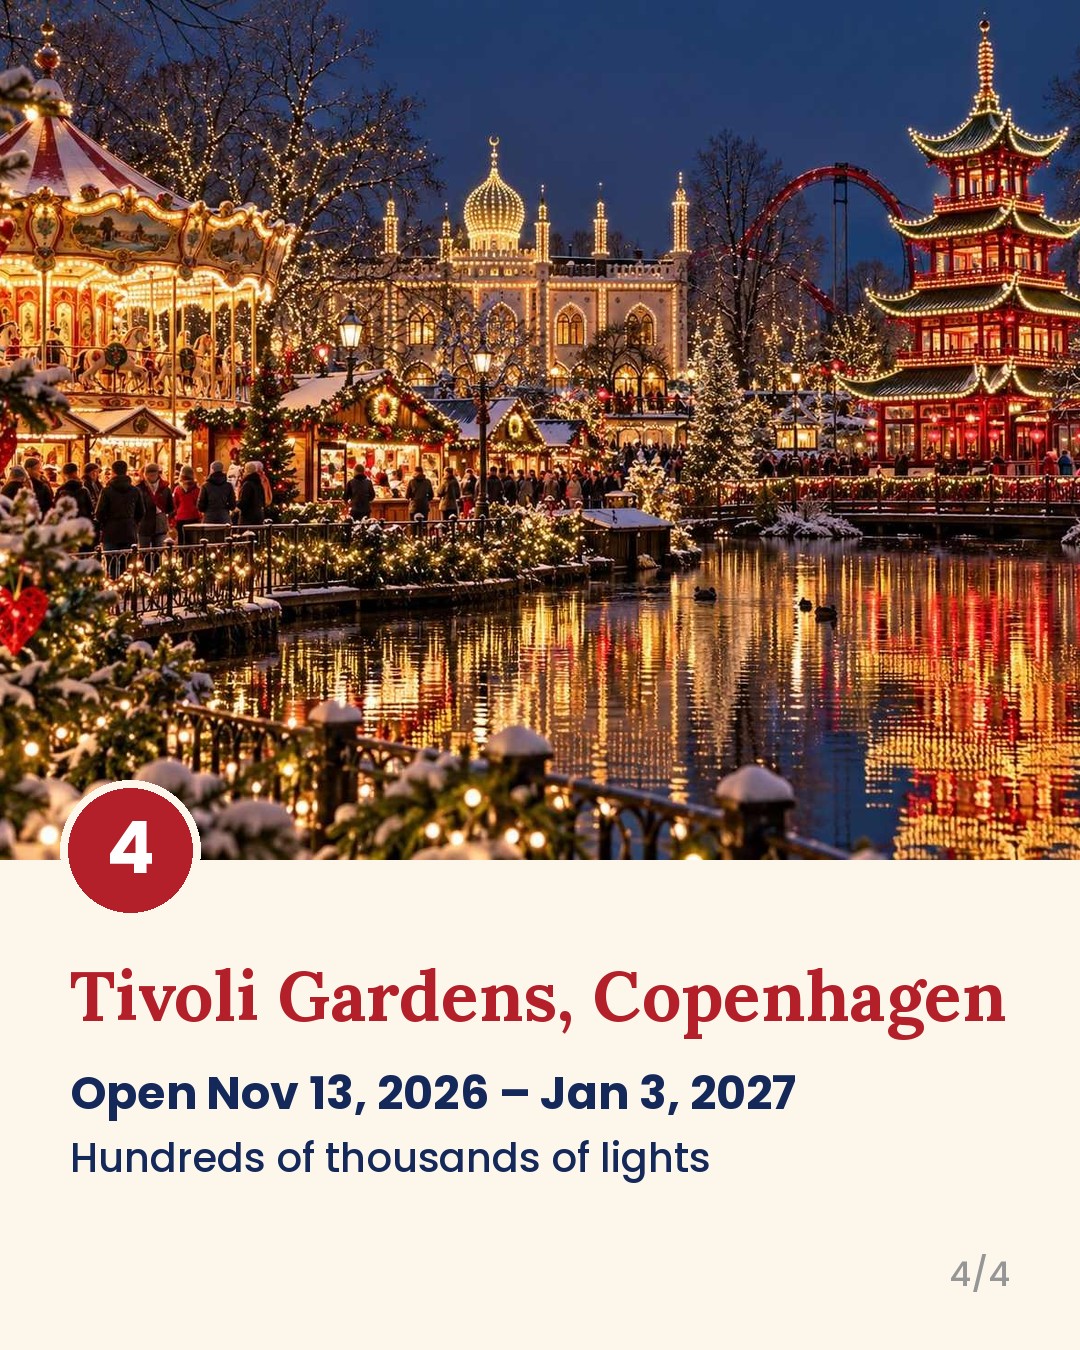 4
Tivoli Gardens, Copenhagen
Open Nov 13, 2026 – Jan 3, 2027
Hundreds of thousands of lights
4/4